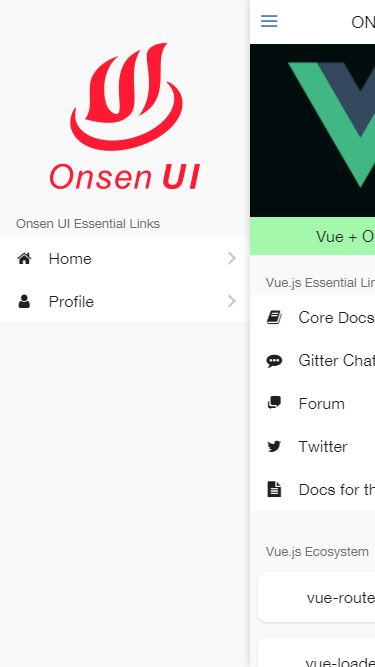 Onsen UI
Onsen UI Essential Links
Home
Profile
ON
Vue + O
Vue.js Essential Lin
Core Docs
Gitter Chat
Forum
Twitter
Docs for th
Vue.js Ecosystem
vue-route
vue-loade